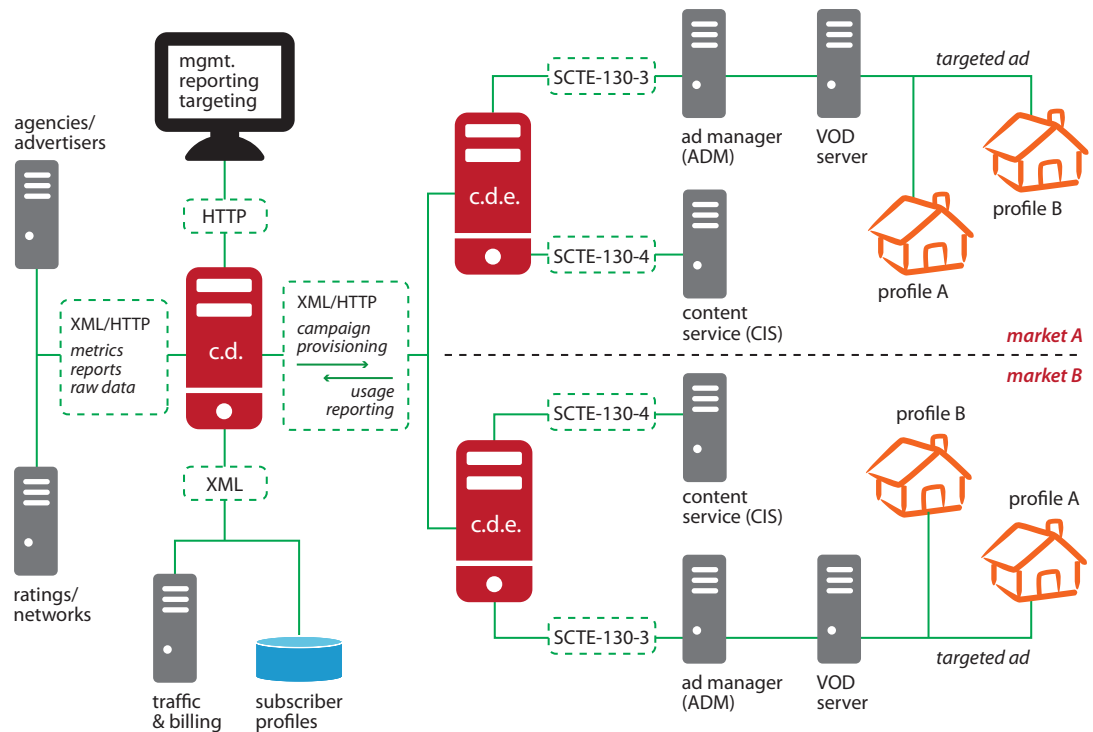 mgmt.
reporting
targeting
agencies/
advertisers
HTTP
XML/HTTP
metrics
reports
raw data
c.d.
XML/HTTP
campaign
provisioning
usage
reporting
XML
ratings/
networks
traffic
& billing
subscriber
profiles
SCTE-130-3
c.d.e.
SCTE-130-4
ad manager
(ADM)
VOD
server
targeted ad
profile B
profile A
content
service (CIS)
market A
market B
SCTE-130-4
c.d.e.
SCTE-130-3
content
service (CIS)
profile B
profile A
ad manager
(ADM)
VOD
server
targeted ad